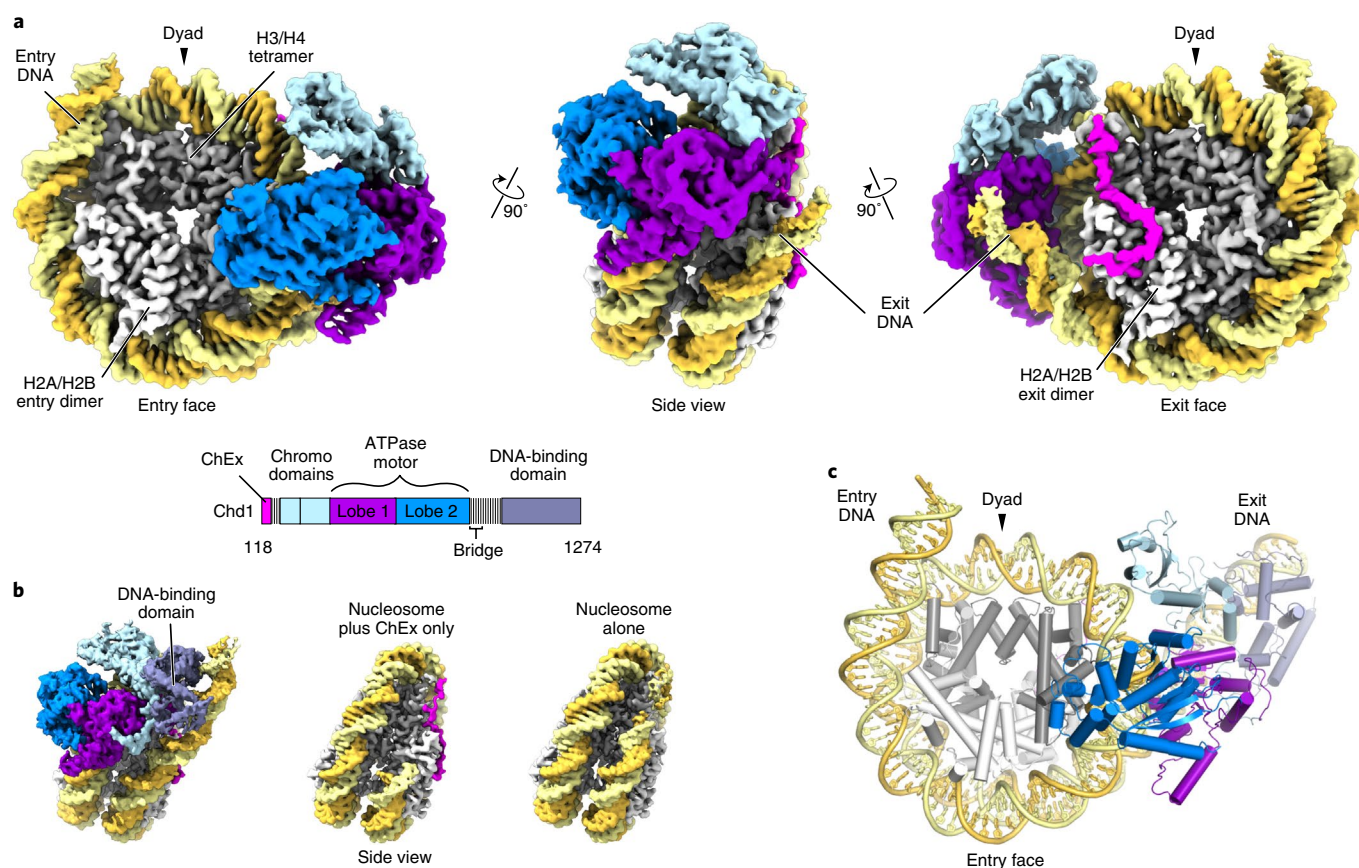 a
Entry
DNA
Dyad
H3/H4
tetramer
H2A/H2B
entry dimer
Entry face
90°
Side view
90°
Exit
DNA
Dyad
H2A/H2B
exit dimer
Exit face
ChEx
Chromo
domains
ATPase
motor
DNA-binding
domain
Chd1
Lobe 1
Lobe 2
118
Bridge
1274
b
DNA-binding
domain
Nucleosome
plus ChEx only
Nucleosome
alone
Side view
c
Entry
DNA
Dyad
Exit
DNA
Entry face